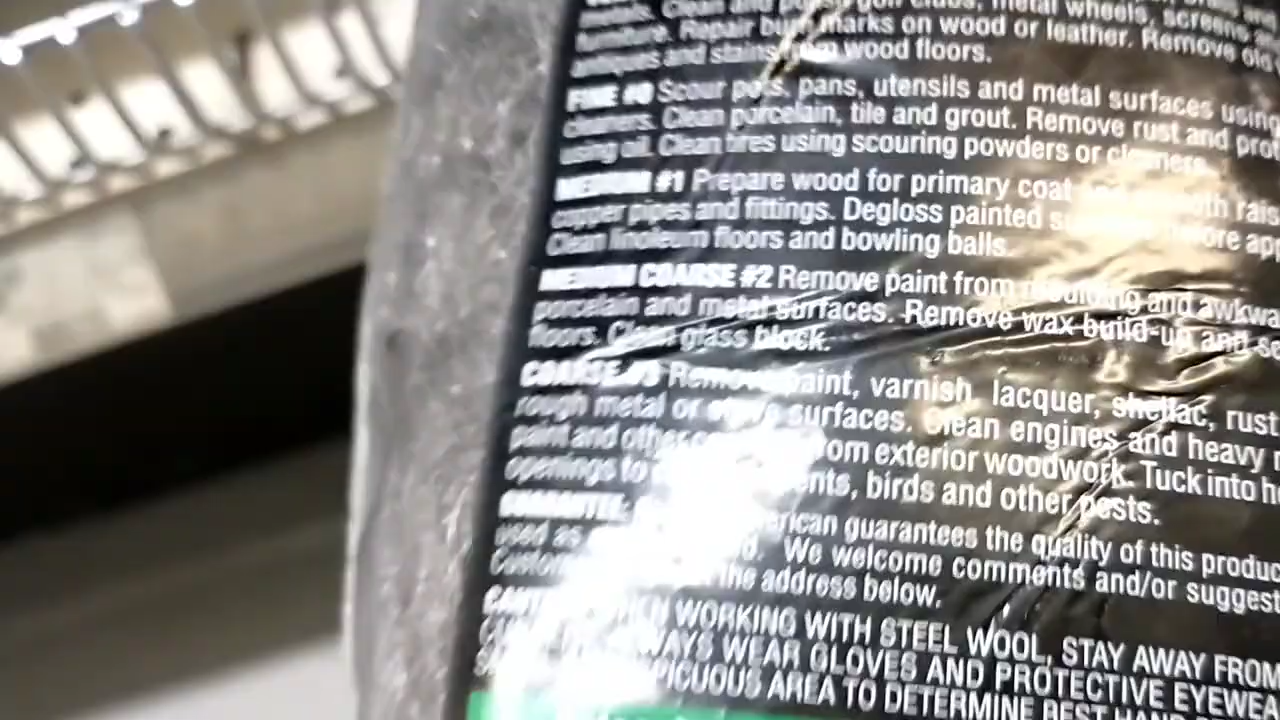 metals. Clean and polish golf clubs, metal wheels, screens
furniture. Repair burn marks on wood or leather. Remove old
antiques and stains from wood floors.
FINE #0 Scour pots, pans, utensils and metal surfaces using
cleaners. Clean porcelain, tile and grout. Remove rust and prot
using oil. Clean tires using scouring powders or cleaners.
MEDIUM #1 Prepare wood for primary coat and smooth rais
copper pipes and fittings. Degloss painted before app
Clean linoleum floors and bowling balls.
MEDIUM COARSE #2 Remove paint from moulding and awkwa
porcelain and metal surfaces. Remove wax build-up and sc
floors. Clean glass block.
COARSE #3 Remove paint, varnish, lacquer, shellac, rust
rough metal or surfaces. Clean engines and heavy
paint and other from exterior woodwork. Tuck into h
openings to birds and other pests.
GUARANTEE: guarantees the quality of this produc
used as We welcome comments and/or suggest
the address below.
WHEN WORKING WITH STEEL WOOL, STAY AWAY FROM
ALWAYS WEAR GLOVES AND PROTECTIVE EYEWEA
AREA TO DETERMINE BEST